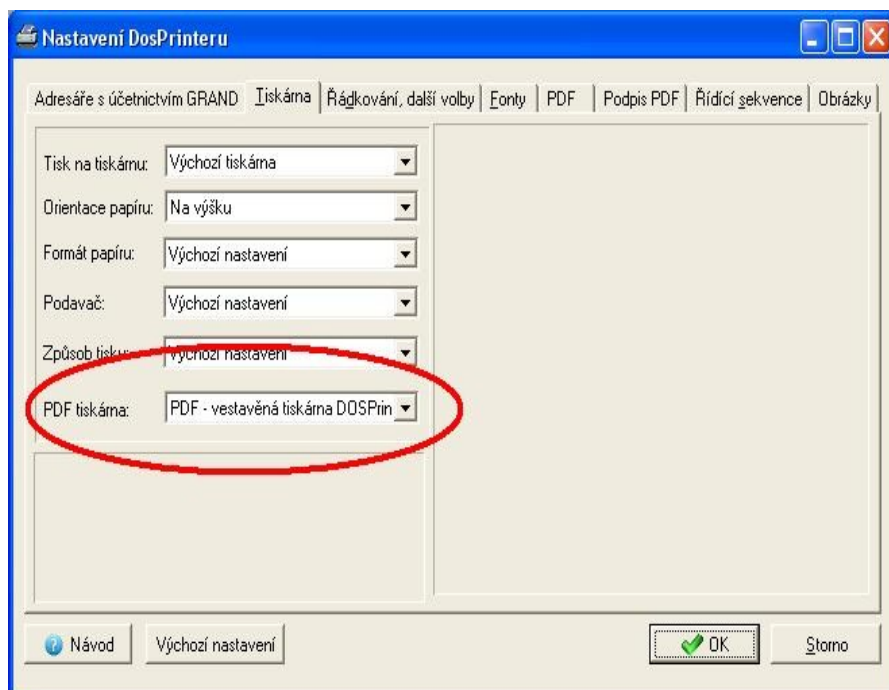 Nastavení DosPrinteru
Adresáře s účetnictvím GRAND Tiskárna Řádkování, další volby Fonty PDF Podpis PDF Řídící sekvence Obrázky
Tisk na tiskárnu: Výchozí tiskárna
Orientace papíru: Na výšku
Formát papíru: Výchozí nastavení
Podavač: Výchozí nastavení
Způsob tisku: Výchozí nastavení
PDF tiskárna: PDF - vestavěná tiskárna DOSPrin
Návod Výchozí nastavení OK Storno